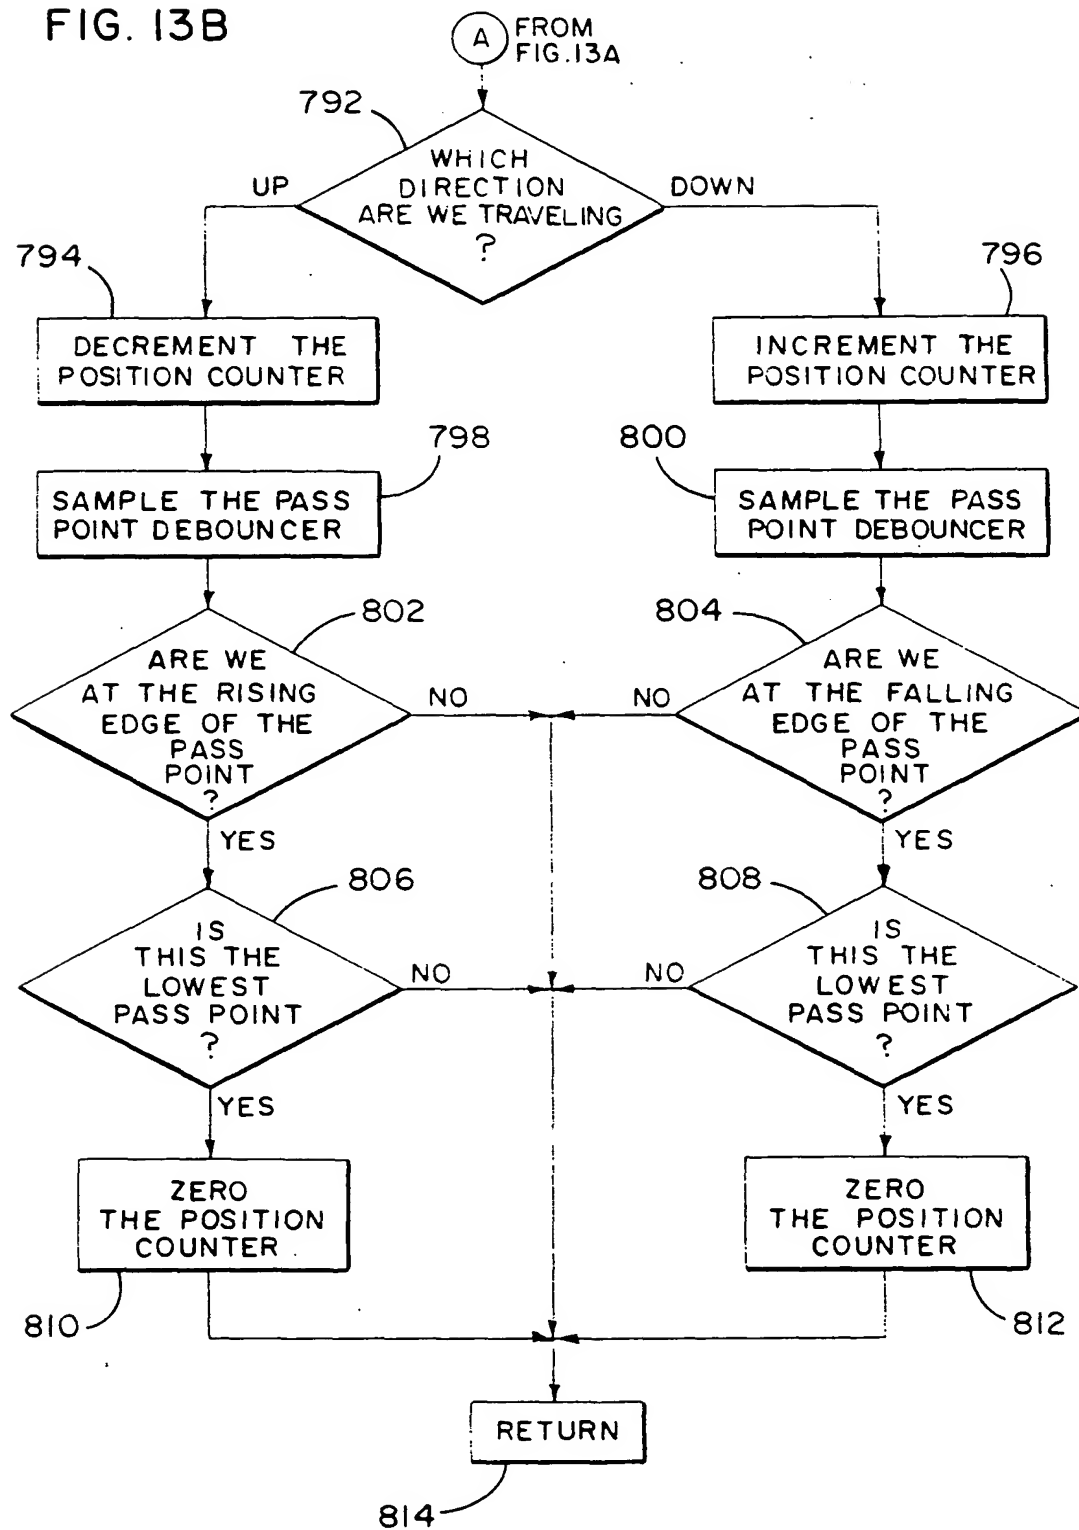 FIG. 13B
A
FROM
FIG.13A
792
WHICH
DIRECTION
ARE WE TRAVELING
?
UP
DOWN
794
796
DECREMENT THE
POSITION COUNTER
INCREMENT THE
POSITION COUNTER
798
800
SAMPLE THE PASS
POINT DEBOUNCER
SAMPLE THE PASS
POINT DEBOUNCER
802
804
ARE WE
AT THE RISING
EDGE OF THE
PASS
POINT
?
NO
NO
ARE WE
AT THE FALLING
EDGE OF THE
PASS
POINT
?
YES
YES
806
808
IS
THIS THE
LOWEST
PASS POINT
?
NO
NO
IS
THIS THE
LOWEST
PASS POINT
?
YES
YES
ZERO
THE POSITION
COUNTER
ZERO
THE POSITION
COUNTER
810
812
RETURN
814